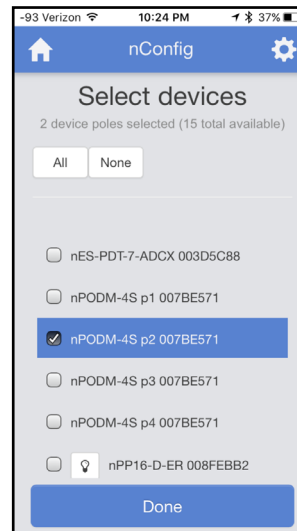 -93 Verizon 10:24 PM 37%
nConfig
Select devices
2 device poles selected (15 total available)
All None
nES-PDT-7-ADCX 003D5C88
nPODM-4S p1 007BE571
nPODM-4S p2 007BE571
nPODM-4S p3 007BE571
nPODM-4S p4 007BE571
nPP16-D-ER 008FEBB2
Done